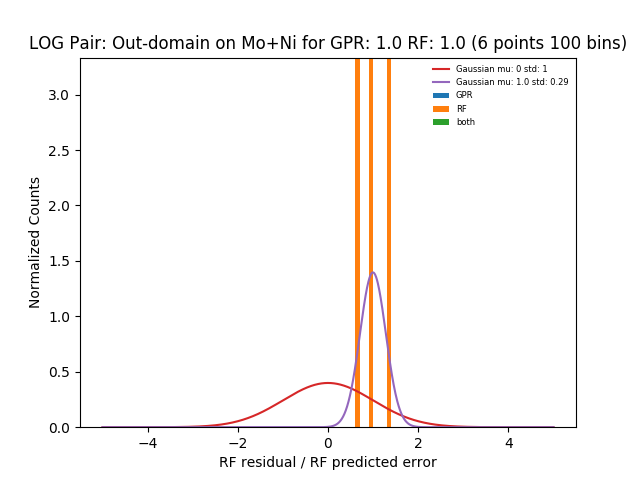 LOG Pair: Out-domain on Mo+Ni for GPR: 1.0 RF: 1.0 (6 points 100 bins)
Gaussian mu: 0 std: 1
Gaussian mu: 1.0 std: 0.29
GPR
RF
both
Normalized Counts
3.0
2.5
2.0
1.5
1.0
0.5
0.0
−4 −2 0 2 4
RF residual / RF predicted error